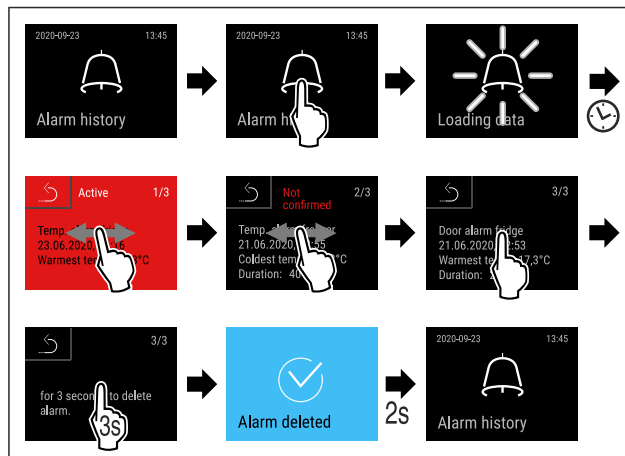 2020-09-23 13:45
Alarm history
2020-09-23 13:45
Alarm h
Loading data
Active 1/3
Temp.
23.06.2020,
Warmest te 3°C
Not 2/3
confirmed
Temp.
21.06.2020, :55
Coldest tem °C
Duration: 40
3/3
Door alarm fridge
21.06.2020, 2:53
Warmest te 17,3°C
Duration:
3/3
for 3 secon to delete
alarm.
3s
Alarm deleted
2s
2020-09-23 13:45
Alarm history